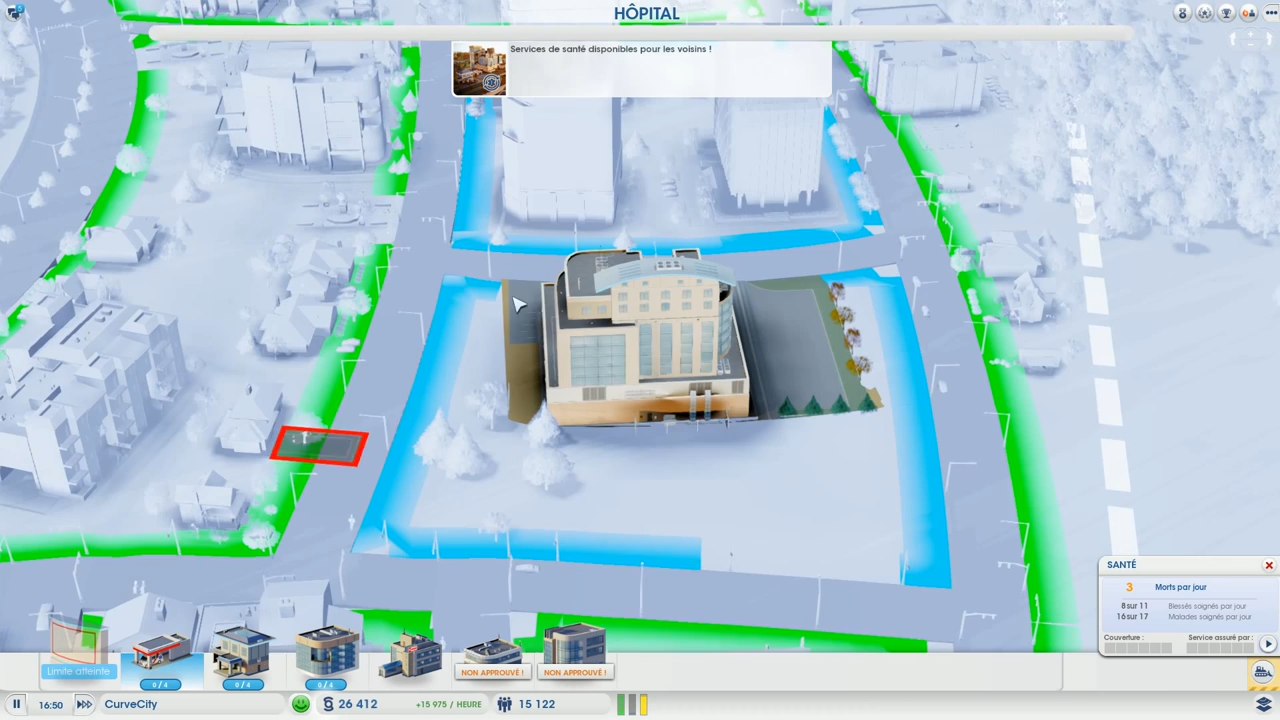 5
HÔPITAL
Services de santé disponibles pour les voisins !
SANTÉ
3 Morts par jour
8 sur 11 Blessés soignés par jour
16 sur 17 Malades soignés par jour
Couverture : Service assuré par :
Limite atteinte
0 / 4
0 / 4
0 / 4
NON APPROUVÉ !
NON APPROUVÉ !
16:50
CurveCity
26 412
+15 975 / HEURE
15 122